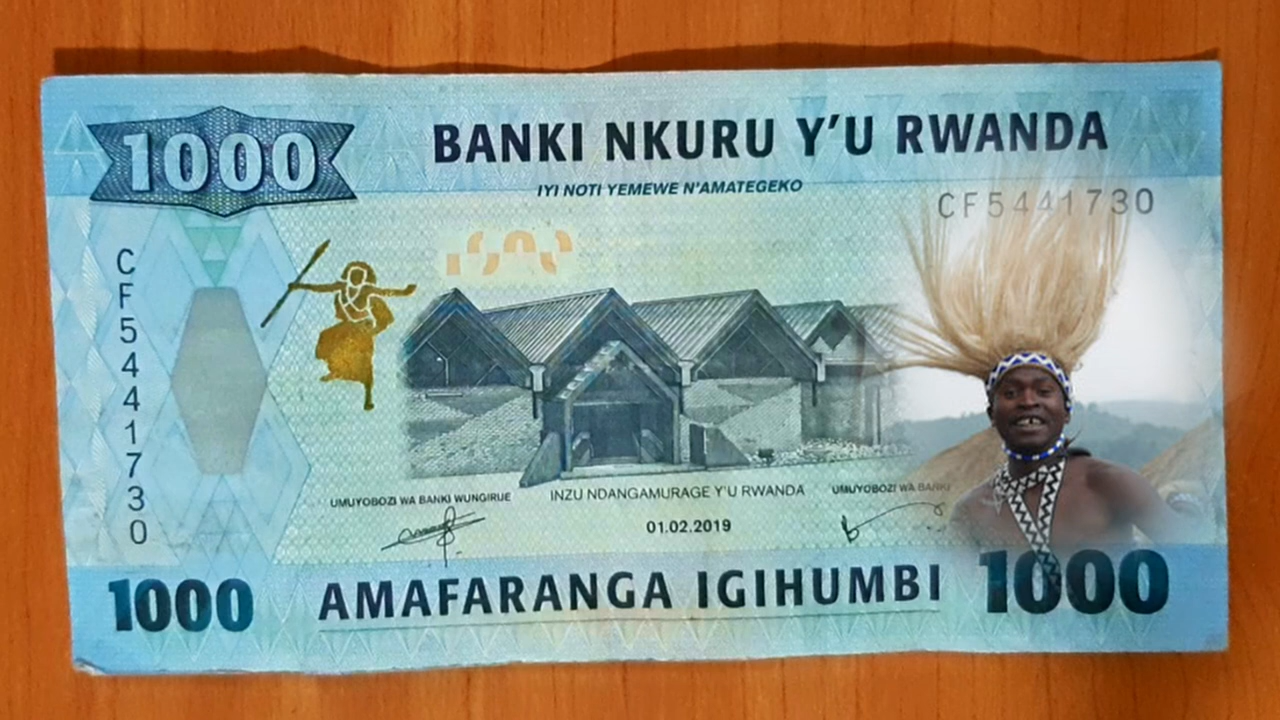 1000
BANKI NKURU Y'U RWANDA
IYI NOTI YEMEWE N'AMATEGEKO
CF5441730
CF5441730
UMUYOBOZI WA BANKI WUNGIRIJE
INZU NDANGAMURAGE Y'U RWANDA
UMUYOBOZI WA BANKI
01.02.2019
1000
AMAFARANGA IGIHUMBI
1000